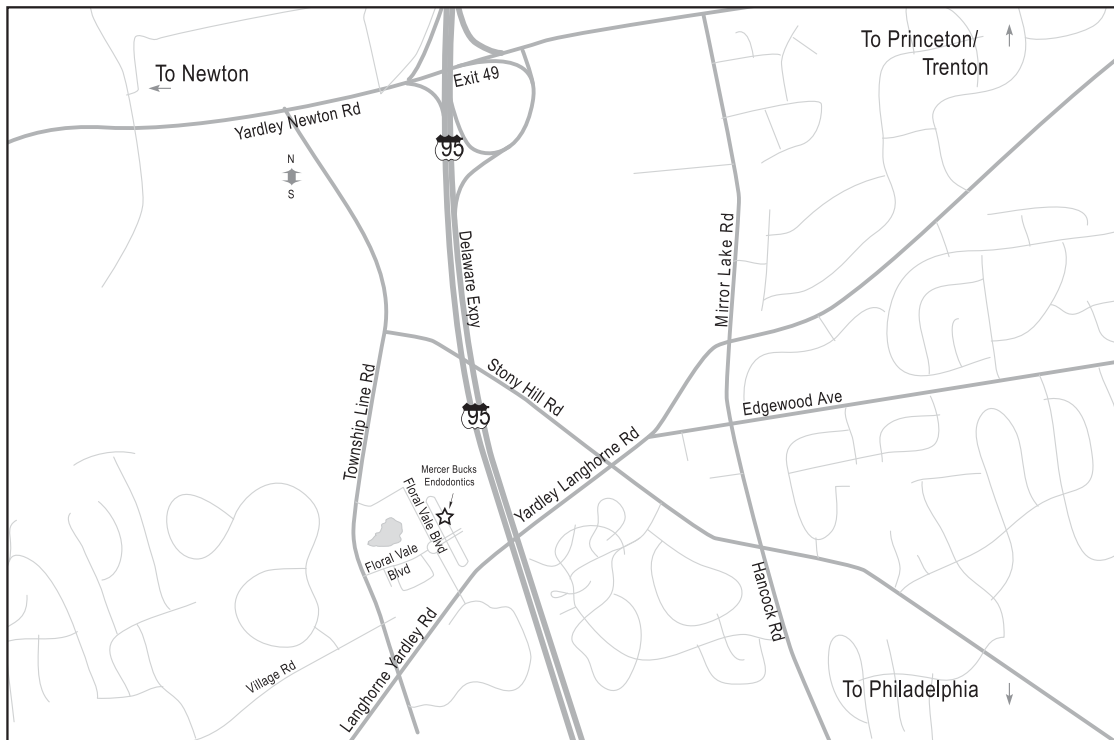 To Newton
To Princeton/
Trenton
Exit 49
Yardley Newton Rd
95
N
S
Delaware Expy
Mirror Lake Rd
Township Line Rd
Stony Hill Rd
95
Edgewood Ave
Mercer Bucks
Endodontics
Yardley Langhorne Rd
Floral Vale Blvd
Floral Vale
Blvd
Hancock Rd
Langhorne Yardley Rd
Village Rd
To Philadelphia